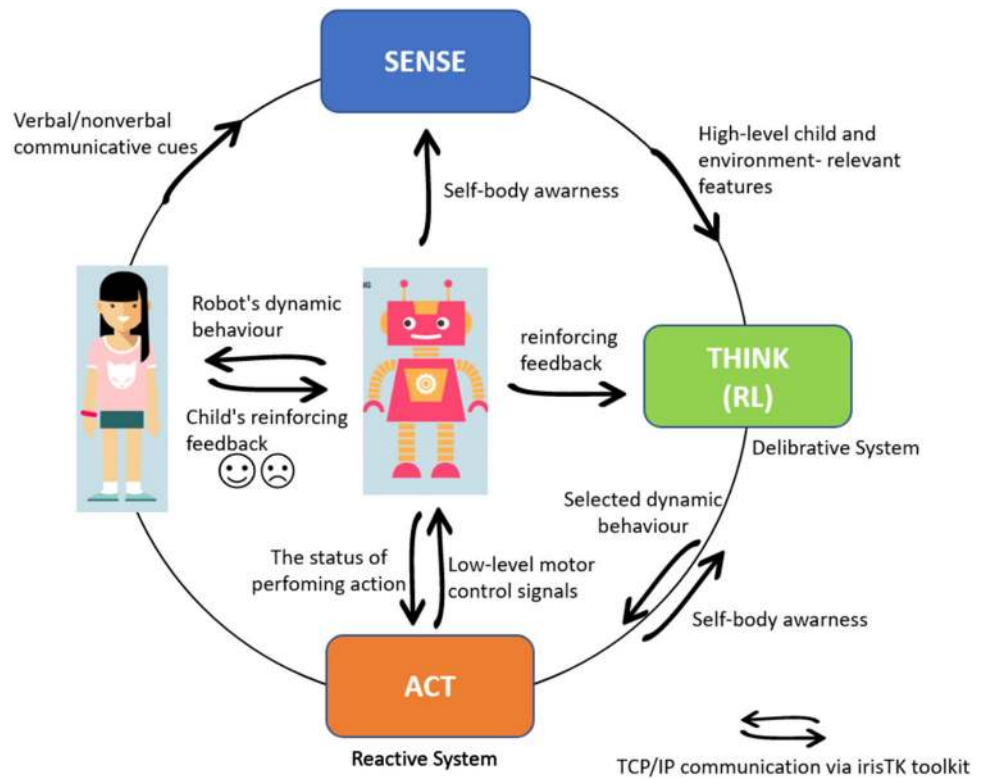 SENSE
Verbal/nonverbal
communicative cues
High-level child and
environment- relevant
features
Self-body awarness
NG
Robot's dynamic
behaviour
reinforcing
feedback
THINK
(RL)
Child's reinforcing
feedback
Delibrative System
Selected dynamic
behaviour
The status of
perfoming action
Low-level motor
control signals
Self-body awarness
ACT
Reactive System
TCP/IP communication via irisTK toolkit